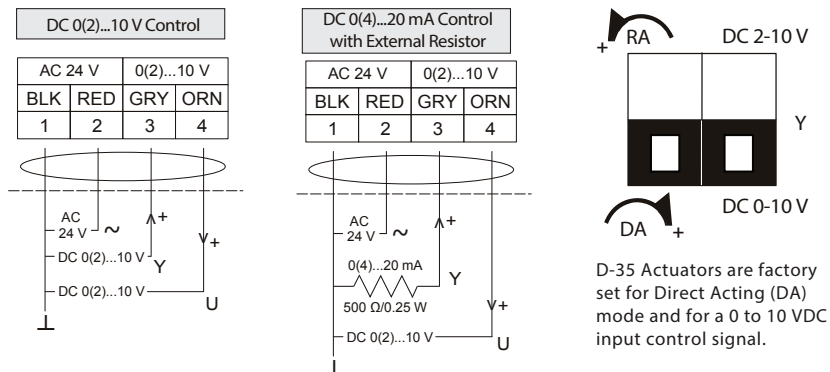 DC 0(2)...10 V Control
AC 24 V 0(2)...10 V
BLK RED GRY ORN
1 2 3 4
AC
24 V ~ +
+
DC 0(2)...10 V Y
DC 0(2)...10 V
U
DC 0(4)...20 mA Control
with External Resistor
AC 24 V 0(2)...10 V
BLK RED GRY ORN
1 2 3 4
AC
24 V ~ +
0(4)...20 mA
Y
500 Ω/0.25 W
+
DC 0(2)...10 V
U
RA DC 2-10 V
+
Y
DC 0-10 V
DA +
D-35 Actuators are factory
set for Direct Acting (DA)
mode and for a 0 to 10 VDC
input control signal.